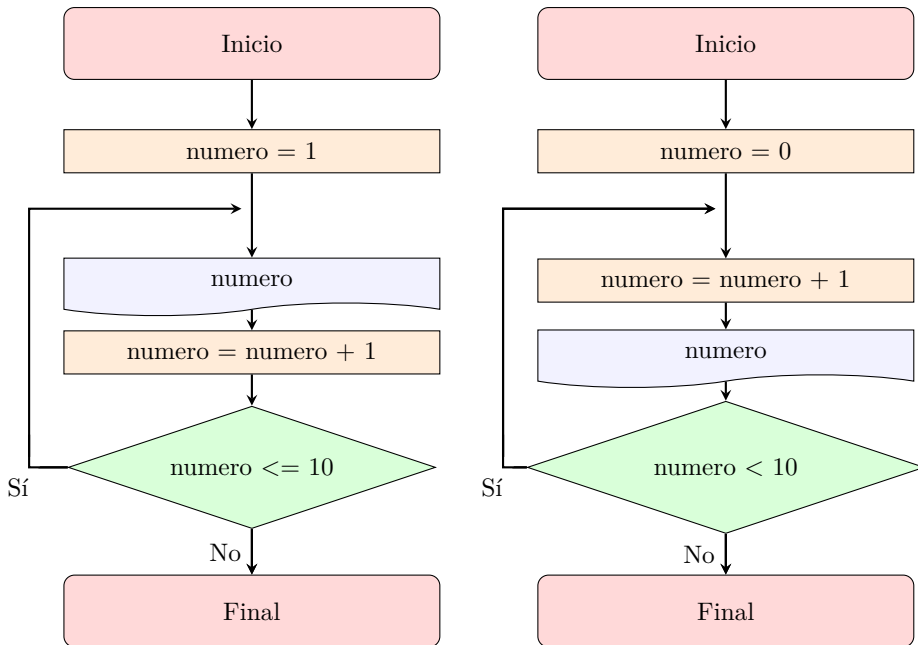 Inicio
numero = 1
numero
numero = numero + 1
numero <= 10
Sí
No
Final
Inicio
numero = 0
numero = numero + 1
numero
numero < 10
Sí
No
Final